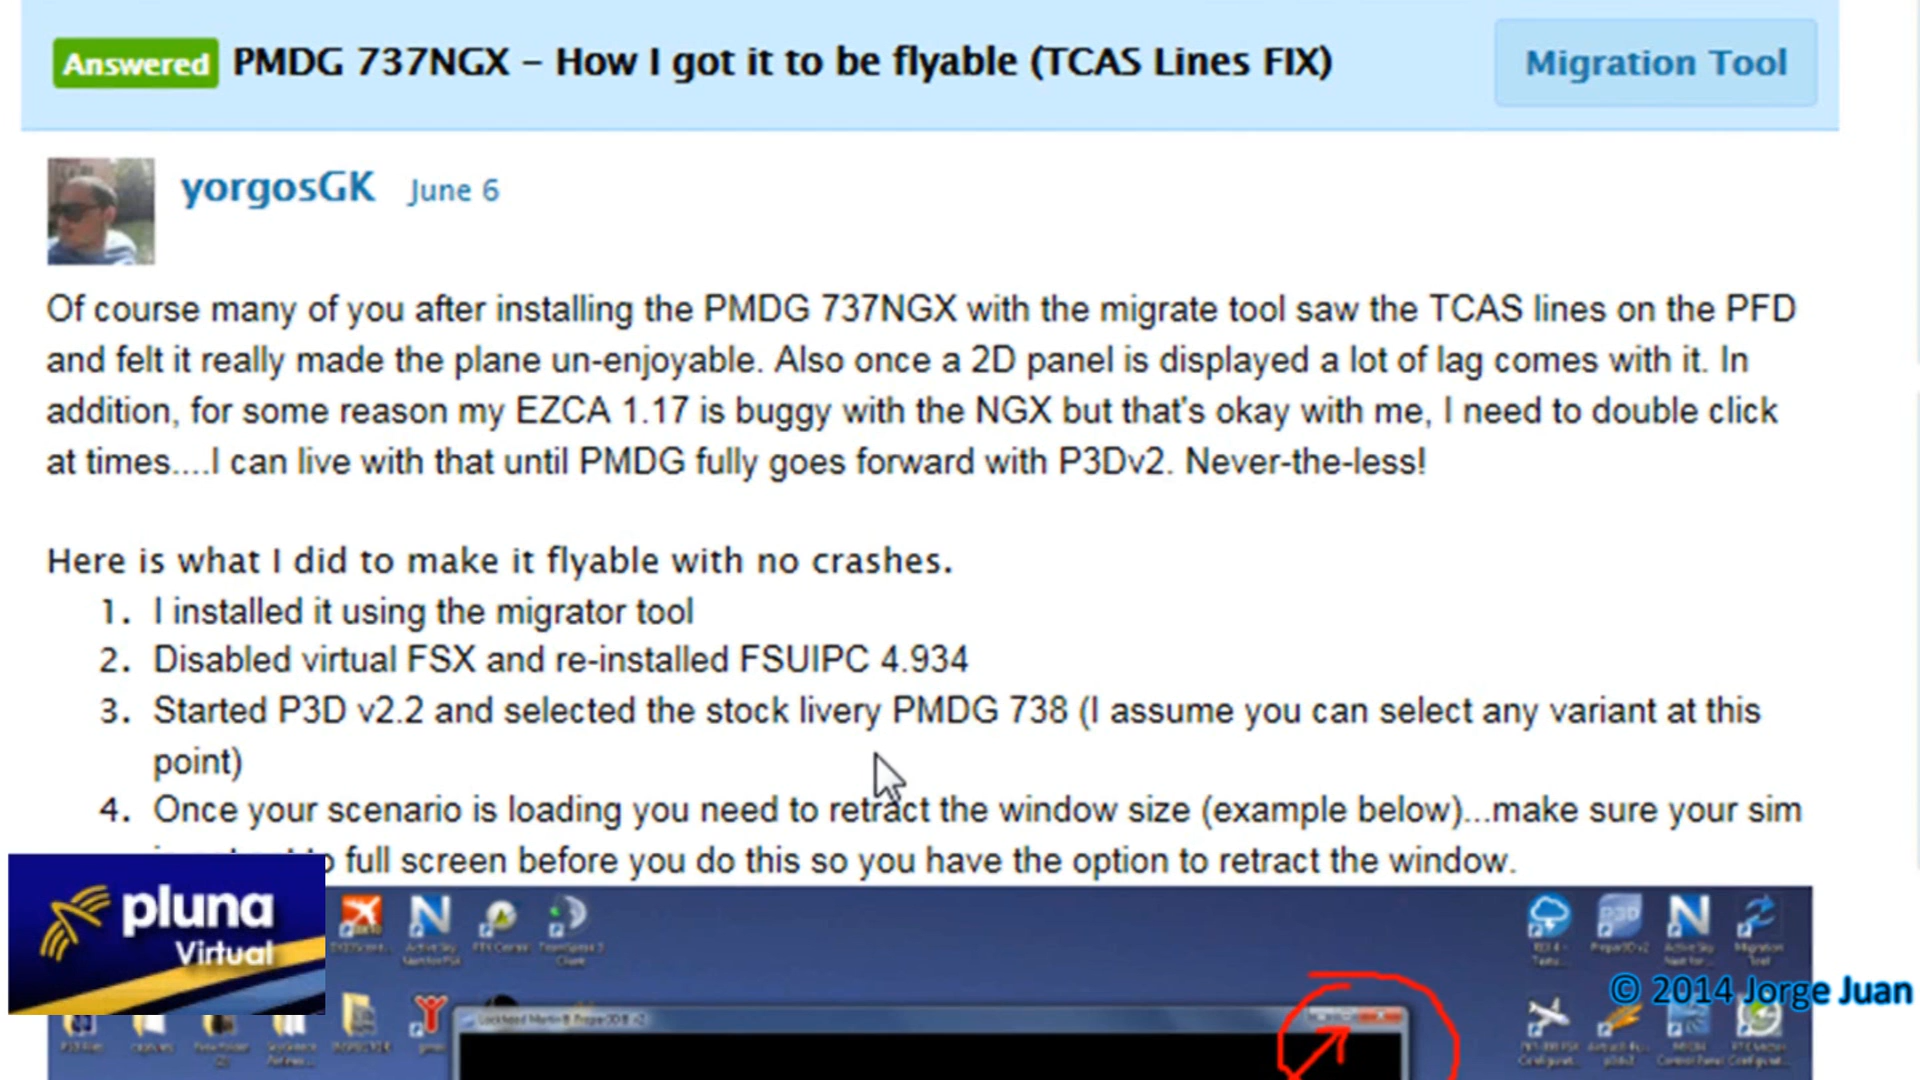 Answered PMDG 737NGX – How I got it to be flyable (TCAS Lines FIX) Migration Tool
yorgosGK June 6
Of course many of you after installing the PMDG 737NGX with the migrate tool saw the TCAS lines on the PFD
and felt it really made the plane un-enjoyable. Also once a 2D panel is displayed a lot of lag comes with it. In
addition, for some reason my EZCA 1.17 is buggy with the NGX but that's okay with me, I need to double click
at times....I can live with that until PMDG fully goes forward with P3Dv2. Never-the-less!
Here is what I did to make it flyable with no crashes.
1. I installed it using the migrator tool
2. Disabled virtual FSX and re-installed FSUIPC 4.934
3. Started P3D v2.2 and selected the stock livery PMDG 738 (I assume you can select any variant at this
point)
4. Once your scenario is loading you need to retract the window size (example below)...make sure your sim
full screen before you do this so you have the option to retract the window.
pluna
Virtual
Migration
Tool
© 2014 Jorge Juan
Lockheed Martin® Prepar3D® v2